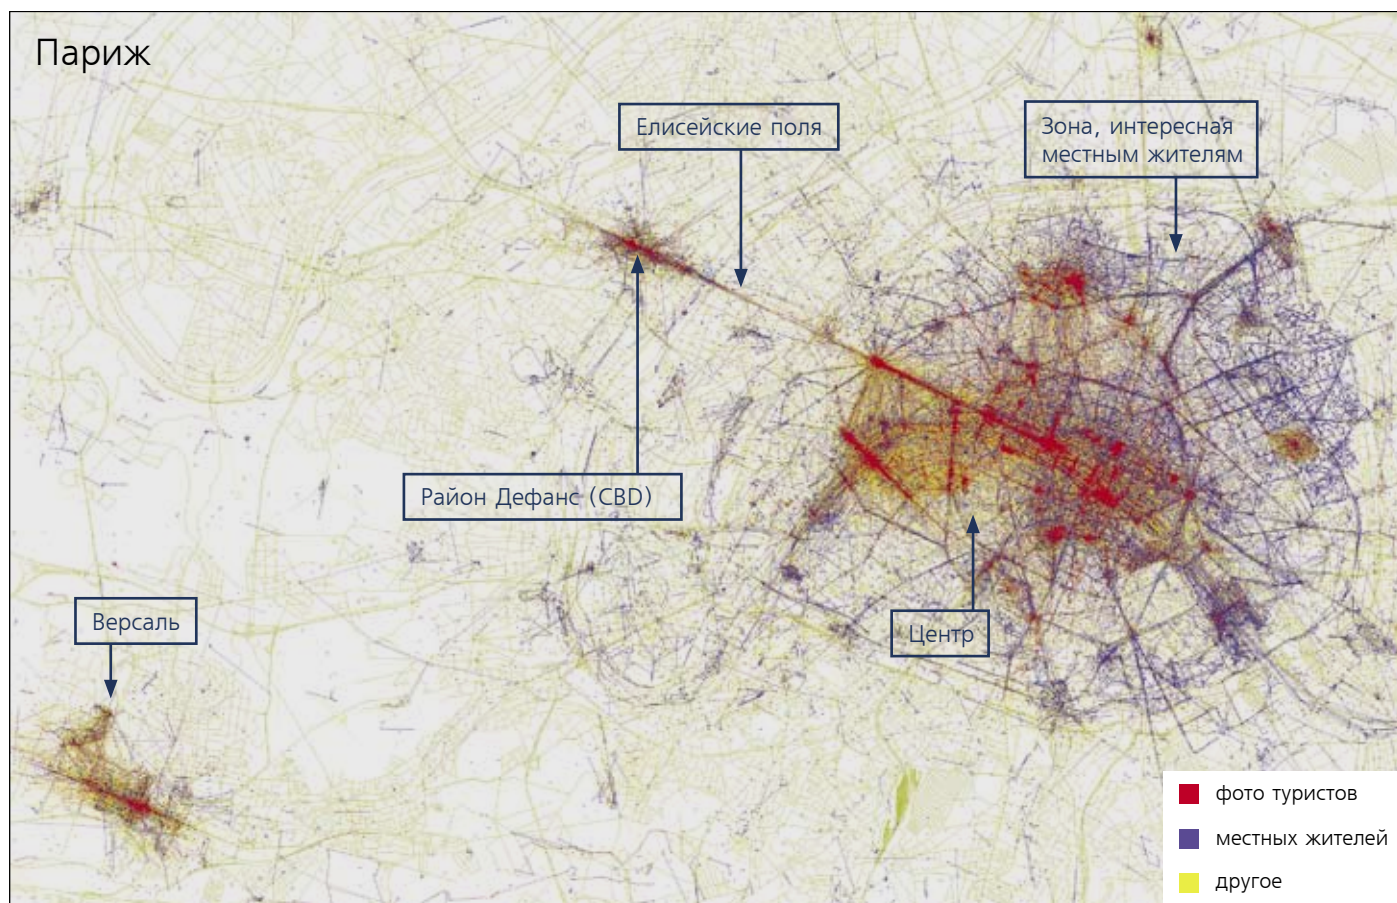 Париж
Елисейские поля
Зона, интересная
местным жителям
Район Дефанс (CBD)
Версаль
Центр
фото туристов
местных жителей
другое